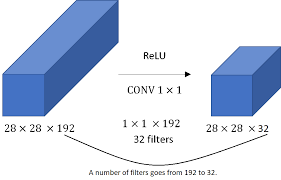 ReLU
CONV 1 × 1
28 × 28 × 192
1 × 1 × 192
28 × 28 × 32
32 filters
A number of filters goes from 192 to 32.